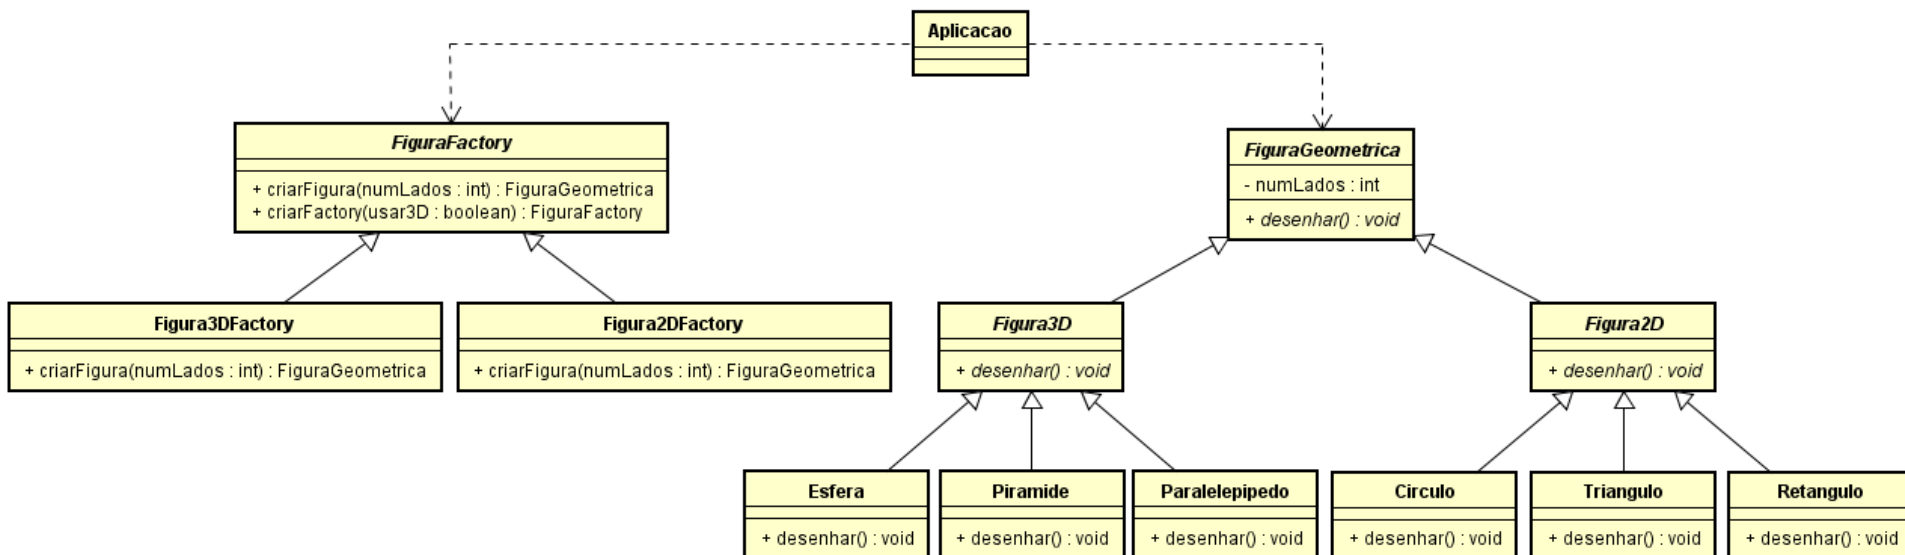 Aplicacao
FiguraFactory
+ criarFigura(numLados : int) : FiguraGeometrica
+ criarFactory(usar3D : boolean) : FiguraFactory
FiguraGeometrica
- numLados : int
+ desenhar() : void
Figura3DFactory
+ criarFigura(numLados : int) : FiguraGeometrica
Figura2DFactory
+ criarFigura(numLados : int) : FiguraGeometrica
Figura3D
+ desenhar() : void
Figura2D
+ desenhar() : void
Esfera
+ desenhar() : void
Piramide
+ desenhar() : void
Paralelepipedo
+ desenhar() : void
Circulo
+ desenhar() : void
Triangulo
+ desenhar() : void
Retangulo
+ desenhar() : void